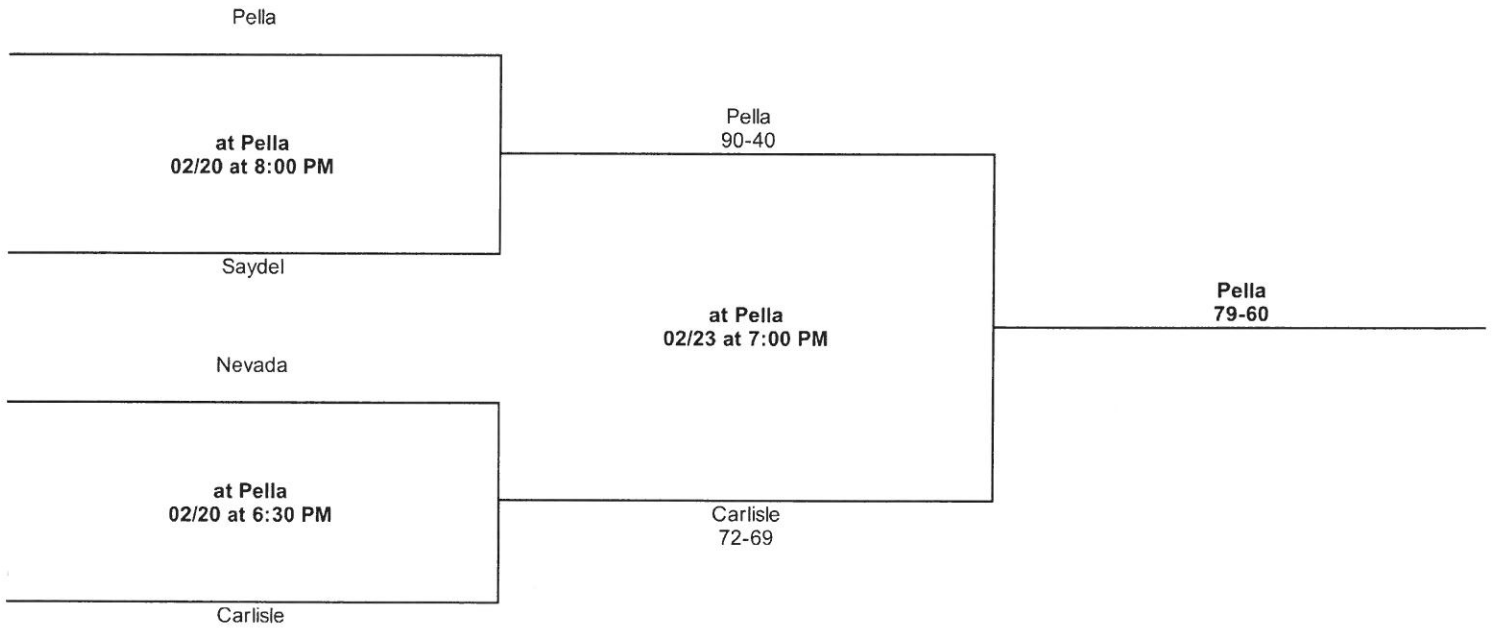 Pella
at Pella
02/20 at 8:00 PM
Saydel
Nevada
at Pella
02/20 at 6:30 PM
Carlisle
Pella
90-40
at Pella
02/23 at 7:00 PM
Carlisle
72-69
Pella
79-60